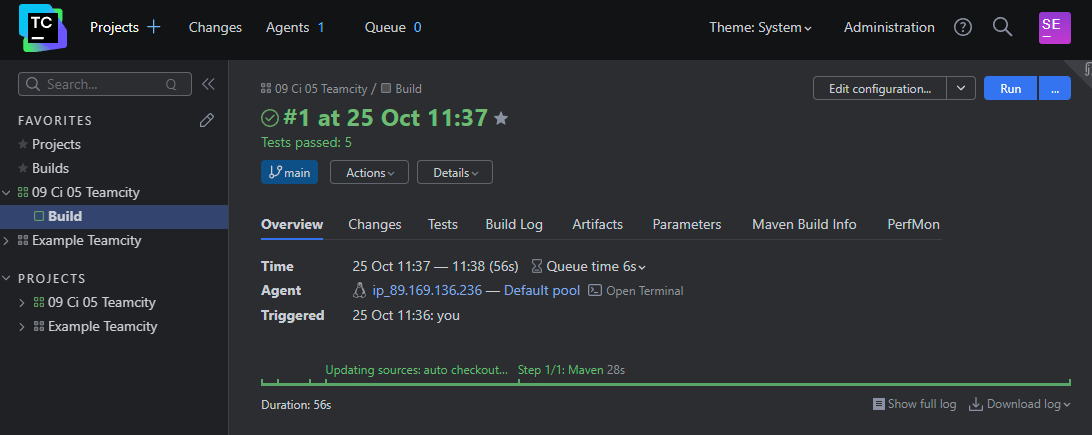 TC
Projects
Changes
Agents 1
Queue 0
Theme: System
Administration
?
SE
Search...
Q
FAVORITES
Projects
Builds
09 Ci 05 Teamcity
Build
Example Teamcity
PROJECTS
09 Ci 05 Teamcity
Example Teamcity
09 Ci 05 Teamcity / Build
Edit configuration...
Run
...
#1 at 25 Oct 11:37
Tests passed: 5
main
Actions
Details
Overview
Changes
Tests
Build Log
Artifacts
Parameters
Maven Build Info
PerfMon
Time 25 Oct 11:37 — 11:38 (56s) Queue time 6s
Agent ip_89.169.136.236 — Default pool Open Terminal
Triggered 25 Oct 11:36: you
Updating sources: auto checkout... Step 1/1: Maven 28s
Duration: 56s
Show full log
Download log